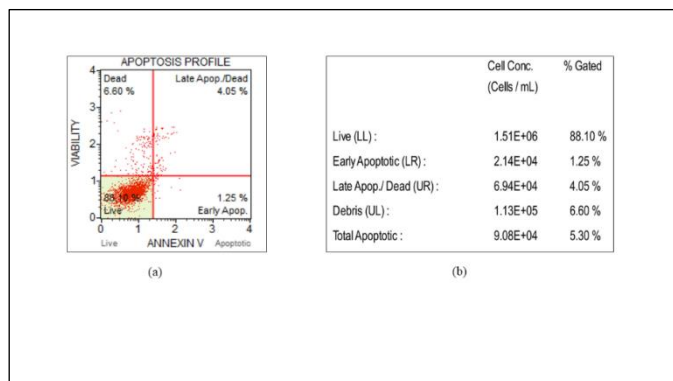 APOPTOSIS PROFILE
Dead
6.60 %
Late Apop./Dead
4.05 %
VIABILITY
4
3
2
1
0
88.10 %
Live
1.25 %
Early Apop.
0 1 2 3 4
Live ANNEXIN V Apoptotic
(a)
Cell Conc. % Gated
(Cells / mL)
Live (LL) : 1.51E+06 88.10 %
Early Apoptotic (LR) : 2.14E+04 1.25 %
Late Apop./ Dead (UR) : 6.94E+04 4.05 %
Debris (UL) : 1.13E+05 6.60 %
Total Apoptotic : 9.08E+04 5.30 %
(b)